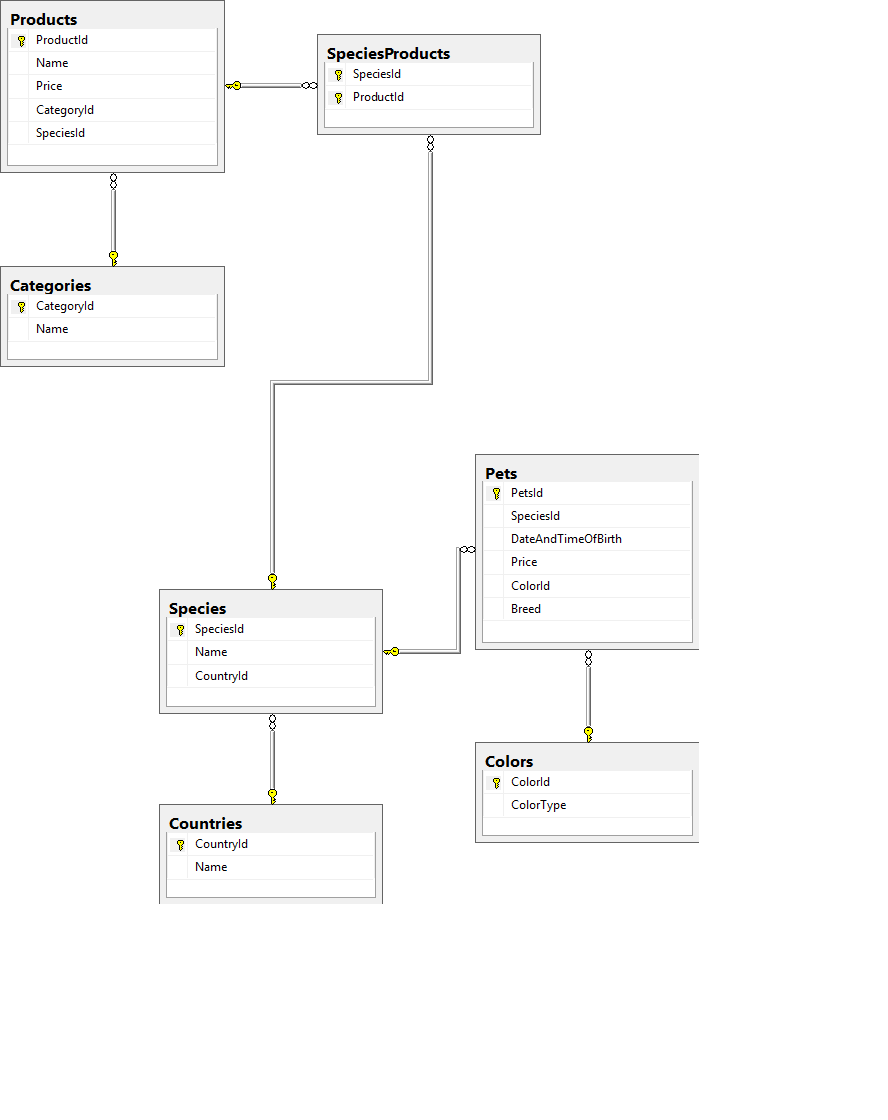 Products
ProductId
Name
Price
CategoryId
SpeciesId
SpeciesProducts
SpeciesId
ProductId
Categories
CategoryId
Name
Pets
PetsId
SpeciesId
DateAndTimeOfBirth
Price
ColorId
Breed
Species
SpeciesId
Name
CountryId
Colors
ColorId
ColorType
Countries
CountryId
Name